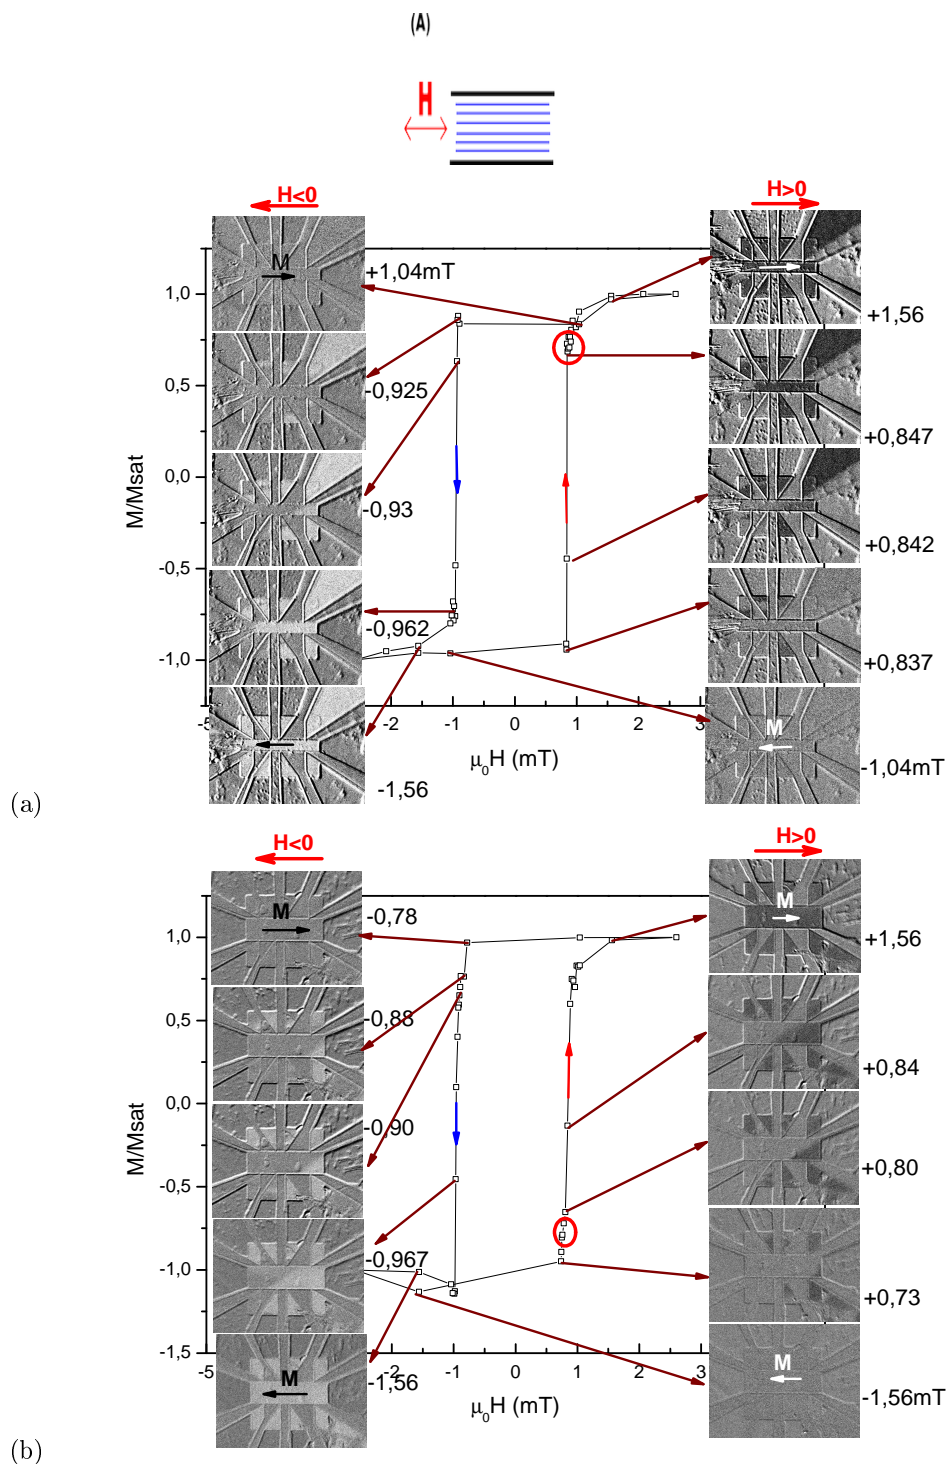 (A)
H
H<0
H>0
M
+1,04mT
-0,925
-0,93
-0,962
-1,56
1,0
0,5
0,0
-0,5
-1,0
M/Msat
-5
-2
-1
0
1
2
3
μ0H (mT)
+1,56
+0,847
+0,842
+0,837
M
-1,04mT
(a)
H<0
H>0
M
-0,78
-0,88
-0,90
-0,967
-1,56
M
1,0
0,5
0,0
-0,5
-1,0
-1,5
M/Msat
-5
-2
-1
0
1
2
3
μ0H (mT)
M
+1,56
+0,84
+0,80
+0,73
M
-1,56mT
(b)